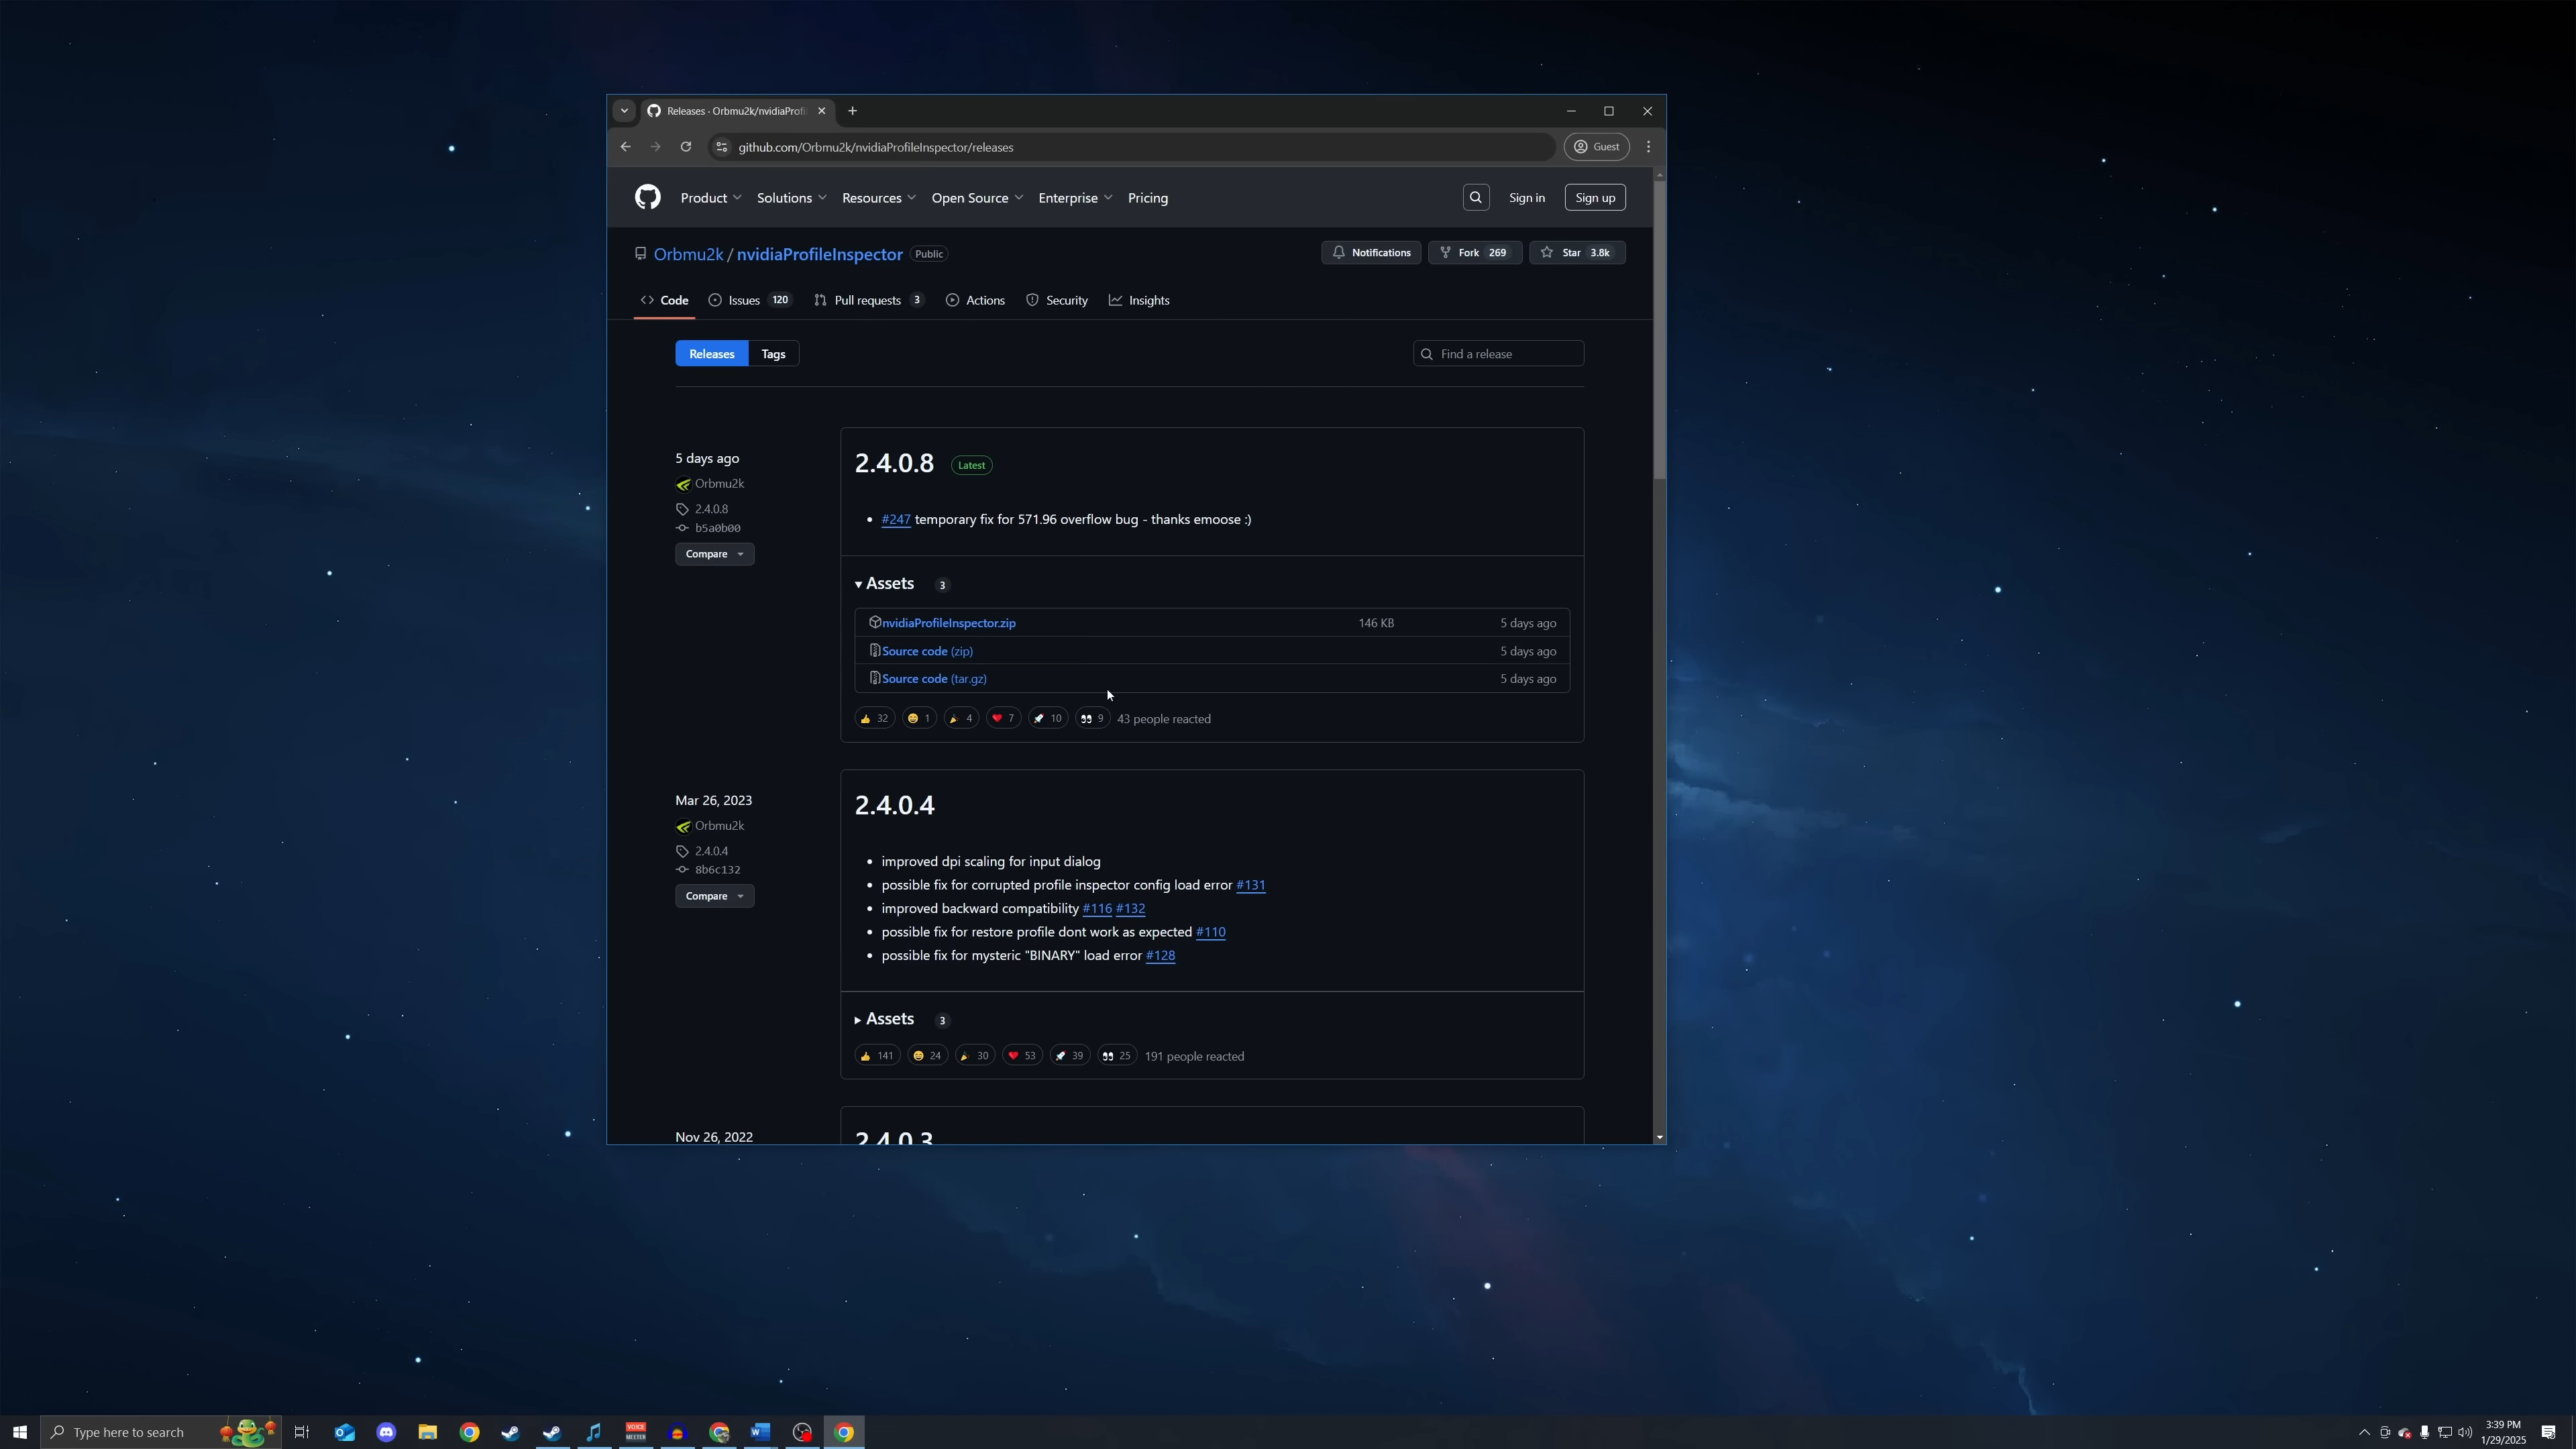 Releases · Orbmu2k/nvidiaProfil
github.com/Orbmu2k/nvidiaProfileInspector/releases
Guest
Product Solutions Resources Open Source Enterprise Pricing
Sign in Sign up
Orbmu2k / nvidiaProfileInspector Public
Notifications Fork 269 Star 3.8k
Code Issues 120 Pull requests 3 Actions Security Insights
Releases Tags
Find a release
5 days ago
Orbmu2k
2.4.0.8
b5a0b00
Compare
2.4.0.8 Latest
#247 temporary fix for 571.96 overflow bug - thanks emoose :)
Assets 3
nvidiaProfileInspector.zip 146 KB 5 days ago
Source code (zip) 5 days ago
Source code (tar.gz) 5 days ago
32 1 4 7 10 9 43 people reacted
Mar 26, 2023
Orbmu2k
2.4.0.4
8b6c132
Compare
2.4.0.4
improved dpi scaling for input dialog
possible fix for corrupted profile inspector config load error #131
improved backward compatibility #116 #132
possible fix for restore profile dont work as expected #110
possible fix for mysteric "BINARY" load error #128
Assets 3
141 24 30 53 39 25 191 people reacted
Nov 26, 2022
2.4.0.3
Type here to search
VOICE
MEETER
3:39 PM
1/29/2025